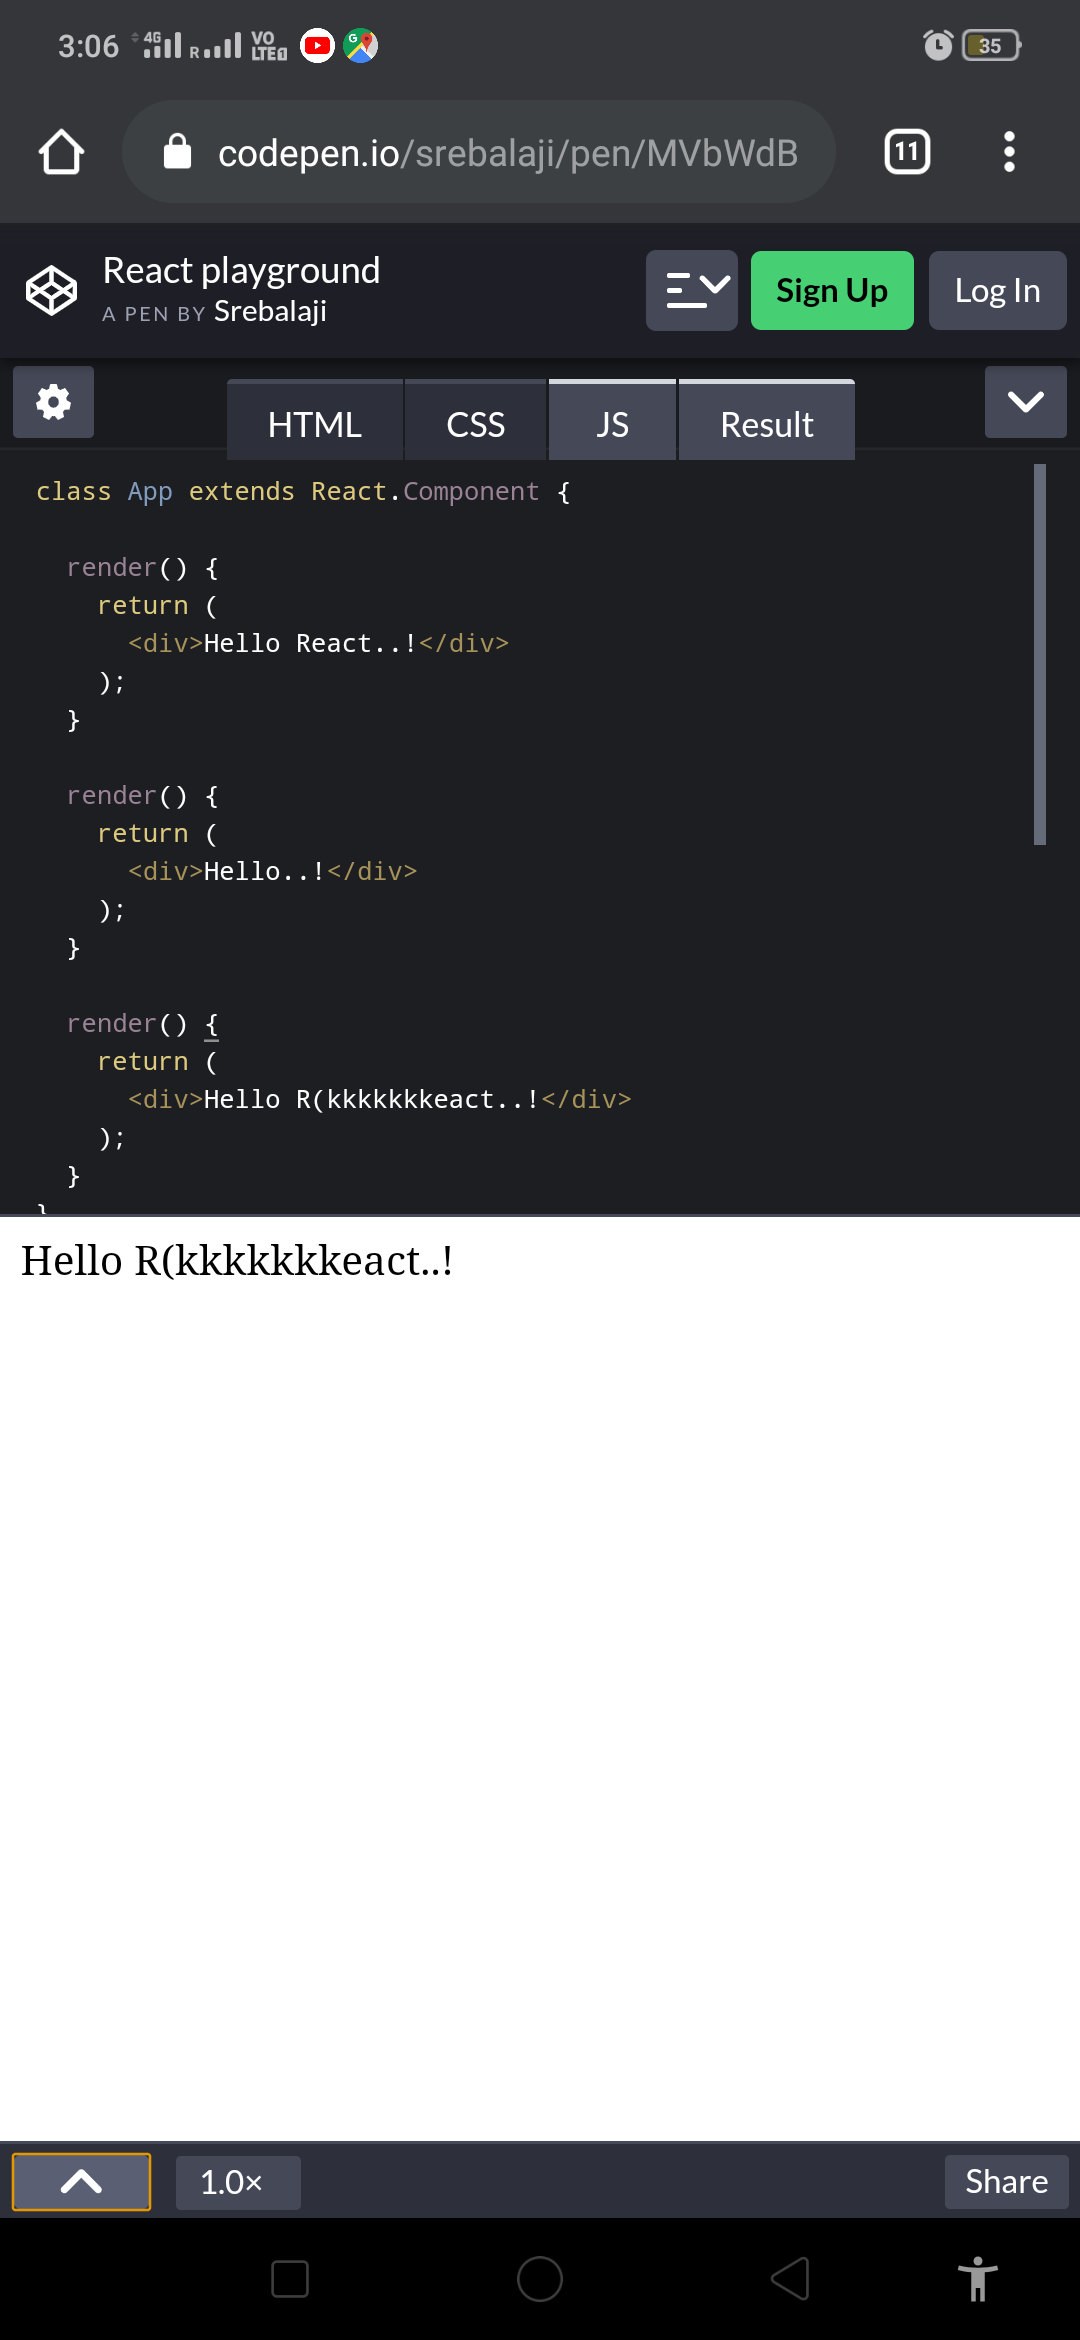 3:06 4G R VO LTE1 35
codepen.io/srebalaji/pen/MVbWdB 11
React playground
A PEN BY Srebalaji
Sign Up Log In
HTML CSS JS Result
class App extends React.Component {
render() {
return (
<div>Hello React..!</div>
);
}
render() {
return (
<div>Hello..!</div>
);
}
render() {
return (
<div>Hello R(kkkkkkkeact..!</div>
);
}
}
Hello R(kkkkkkkeact..!
1.0× Share